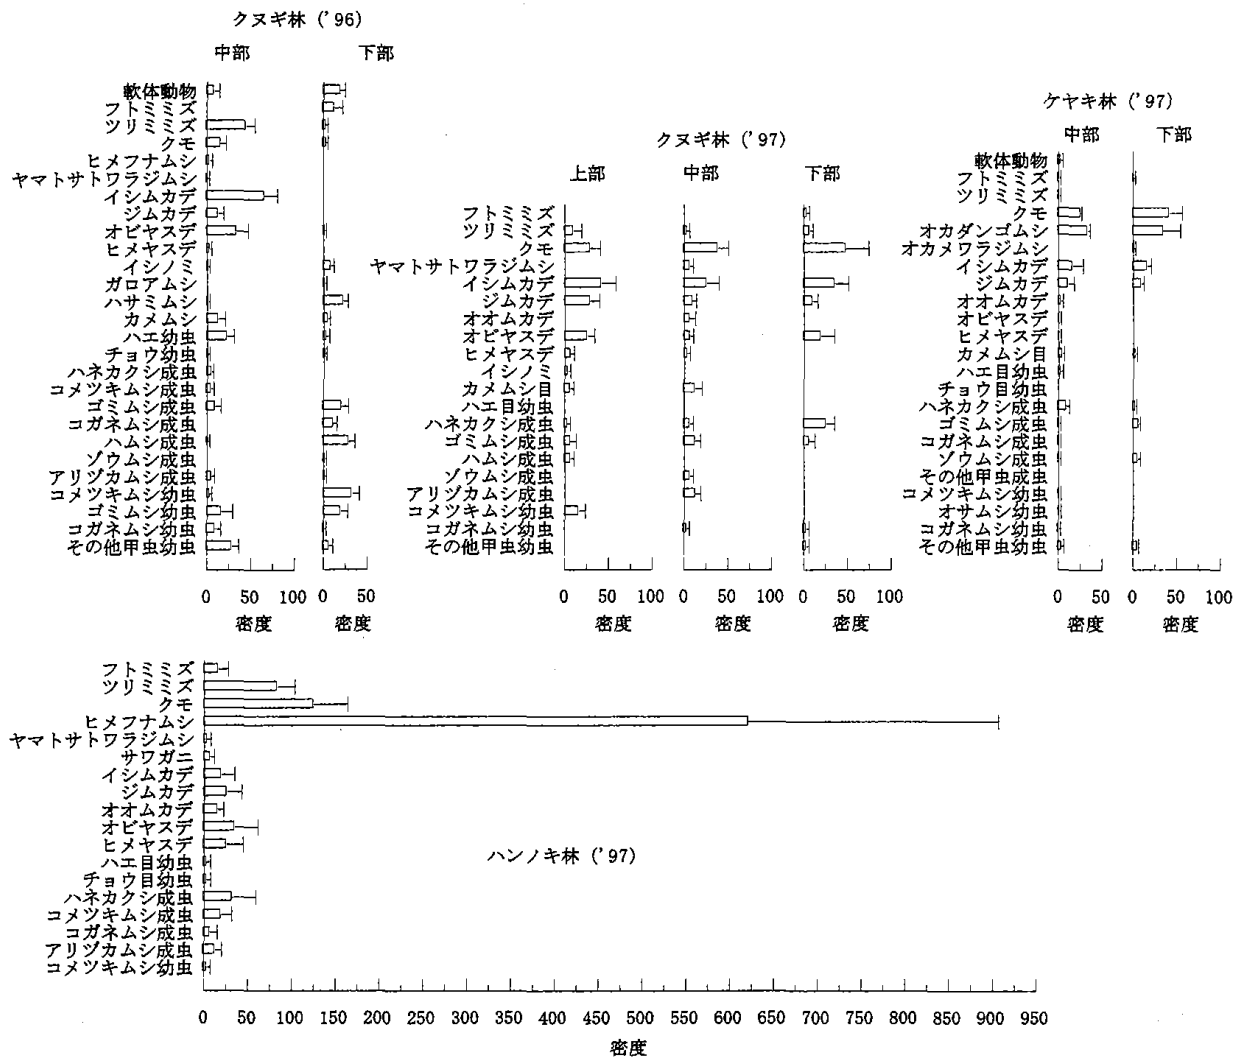 クヌギ林 ('96)
中部
下部
軟体動物
フトミミズ
ツリミミズ
クモ
ヒメフナムシ
ヤマトサトワラジムシ
イシムカデ
ジムカデ
オビヤスデ
ヒメヤスデ
イシノミ
ガロアムシ
ハサミムシ
カメムシ
ハエ幼虫
チョウ幼虫
ハネカクシ成虫
コメツキムシ成虫
ゴミムシ成虫
コガネムシ成虫
ハムシ成虫
ゾウムシ成虫
アリヅカムシ成虫
コメツキムシ幼虫
ゴミムシ幼虫
コガネムシ幼虫
その他甲虫幼虫
0 50 100
密度
0 50
密度
クヌギ林 ('97)
上部
中部
下部
フトミミズ
ツリミミズ
クモ
ヤマトサトワラジムシ
イシムカデ
ジムカデ
オオムカデ
オビヤスデ
ヒメヤスデ
イシノミ
カメムシ目
ハエ目幼虫
ハネカクシ成虫
ゴミムシ成虫
ハムシ成虫
ゾウムシ成虫
アリヅカムシ成虫
コメツキムシ幼虫
コガネムシ幼虫
その他甲虫幼虫
0 50 100
密度
0 50 100
密度
0 50 100
密度
ケヤキ林 ('97)
中部
下部
軟体動物
フトミミズ
ツリミミズ
クモ
オカダンゴムシ
オカメワラジムシ
イシムカデ
ジムカデ
オオムカデ
オビヤスデ
ヒメヤスデ
カメムシ目
ハエ目幼虫
チョウ目幼虫
ハネカクシ成虫
ゴミムシ成虫
コガネムシ成虫
ゾウムシ成虫
その他甲虫成虫
コメツキムシ幼虫
オサムシ幼虫
コガネムシ幼虫
その他甲虫幼虫
0 50
密度
0 50 100
密度
フトミミズ
ツリミミズ
クモ
ヒメフナムシ
ヤマトサトワラジムシ
サワガニ
イシムカデ
ジムカデ
オオムカデ
オビヤスデ
ヒメヤスデ
ハエ目幼虫
チョウ目幼虫
ハネカクシ成虫
コメツキムシ成虫
コガネムシ成虫
アリヅカムシ成虫
コメツキムシ幼虫
ハンノキ林 ('97)
0 50 100 150 200 250 300 350 400 450 500 550 600 650 700 750 800 850 900 950
密度